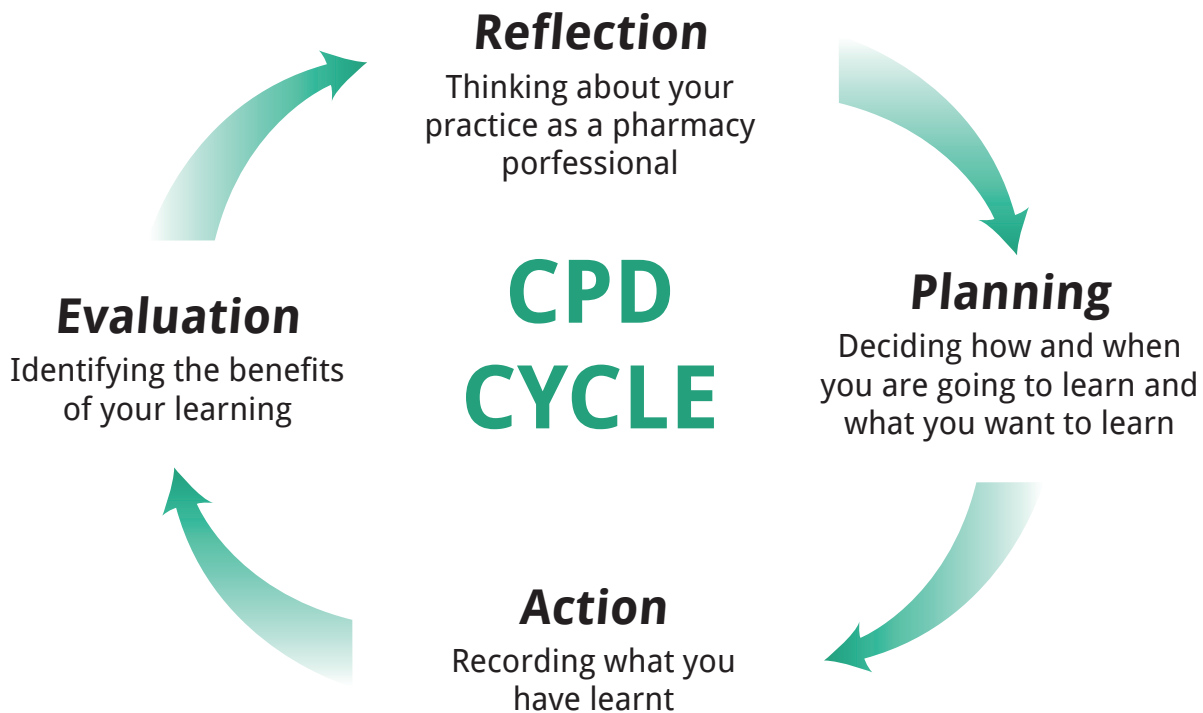 Reflection
Thinking about your
practice as a pharmacy
porfessional
CPD
CYCLE
Planning
Deciding how and when
you are going to learn and
what you want to learn
Action
Recording what you
have learnt
Evaluation
Identifying the benefits
of your learning